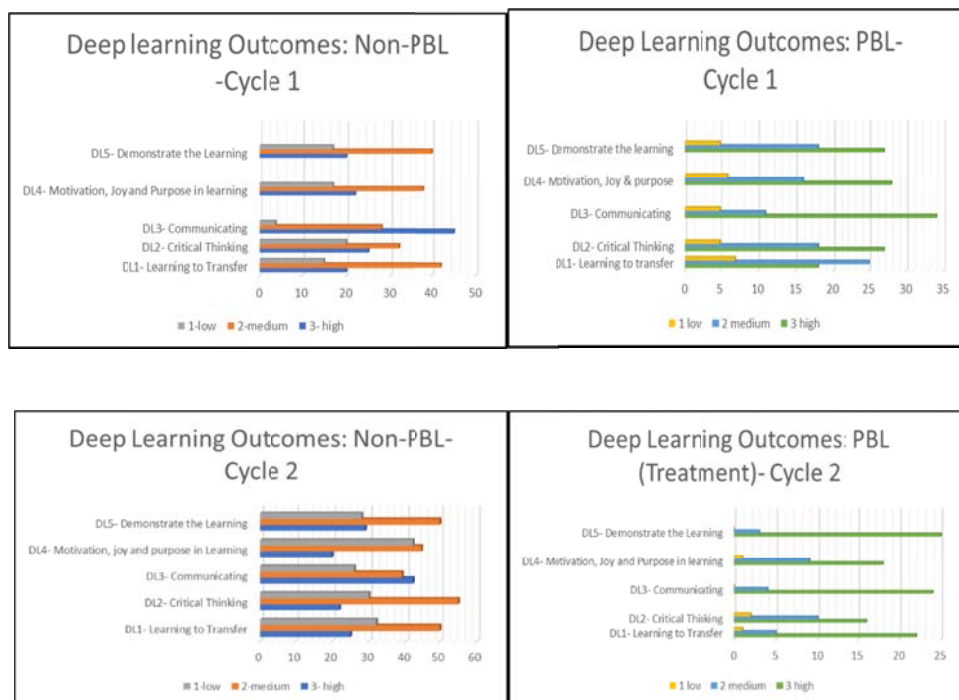 Deep learning Outcomes: Non-PBL
-Cycle 1
DL5- Demonstrate the Learning
DL4- Motivation, Joy and Purpose in learning
DL3- Communicating
DL2- Critical Thinking
DL1- Learning to Transfer
0 10 20 30 40 50
1-low 2-medium 3- high
Deep Learning Outcomes: PBL-
Cycle 1
DL5- Demonstrate the learning
DL4- Motivation, Joy & purpose
DL3- Communicating
DL2- Critical Thinking
DL1- Learning to transfer
0 5 10 15 20 25 30 35
1 low 2 medium 3 high
Deep Learning Outcomes: Non-PBL-
Cycle 2
DL5- Demonstrate the Learning
DL4- Motivation, joy and purpose in Learning
DL3- Communicating
DL2- Critical Thinking
DL1- Learning to Transfer
0 10 20 30 40 50 60
1-low 2-medium 3- high
Deep Learning Outcomes: PBL
(Treatment)- Cycle 2
DL5- Demonstrate the Learning
DL4- Motivation, Joy and Purpose in learning
DL3- Communicating
DL2- Critical Thinking
DL1- Learning to Transfer
0 5 10 15 20 25
1 low 2 medium 3 high